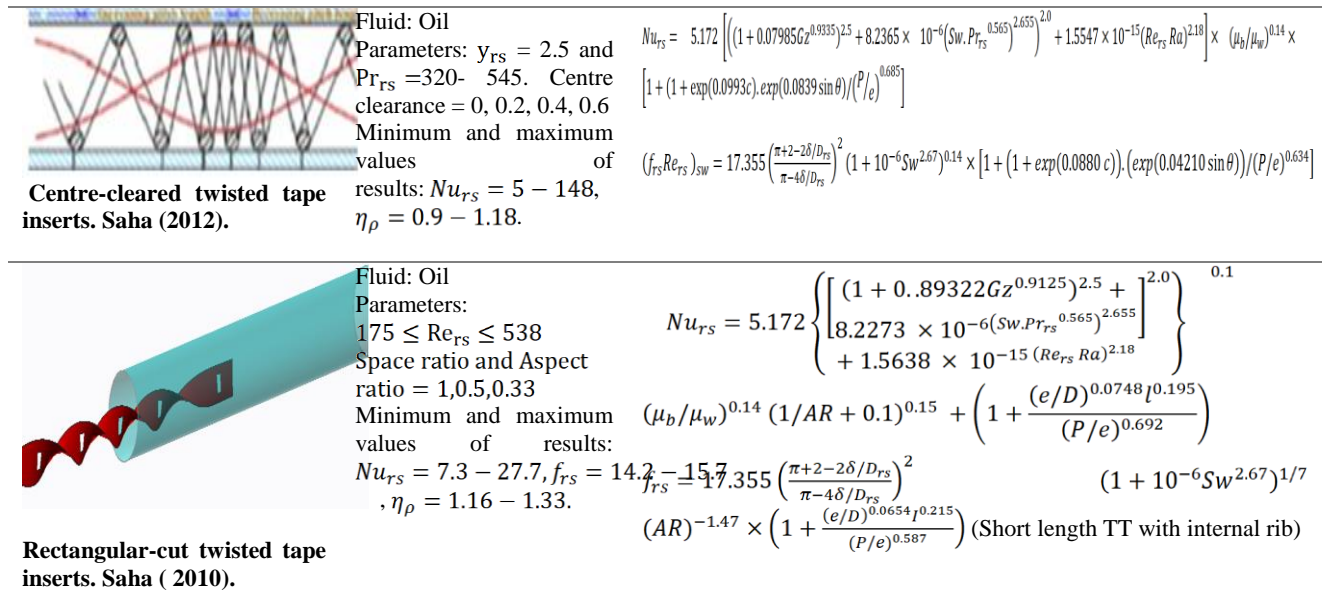 Increasing pitch length
Centre-cleared twisted tape
inserts. Saha (2012).
Fluid: Oil
Parameters: y_rs = 2.5 and
Pr_rs =320- 545. Centre
clearance = 0, 0.2, 0.4, 0.6
Minimum and maximum
values of
results: Nu_rs = 5 − 148,
η_ρ = 0.9 − 1.18.
Nu_rs = 5.172 [((1 + 0.07985Gz^0.9335)^2.5 + 8.2365 × 10^−6(Sw.Pr_rs^0.565)^2.655)^2.0 + 1.5547×10^−15(Re_rs Ra)^2.18] × (μ_b/μ_w)^0.14 ×
[1 + (1 + exp(0.0993c).exp(0.0839 sin θ)/(P/e)^0.685]
(f_rs Re_rs)_sw = 17.355 ((π+2−2δ/D_rs)/(π−4δ/D_rs))^2 (1 + 10^−6 Sw^2.67)^0.14 × [1 + (1 + exp(0.0880 c)).(exp(0.04210 sin θ))/(P/e)^0.634]
Rectangular-cut twisted tape
inserts. Saha ( 2010).
Fluid: Oil
Parameters:
175 ≤ Re_rs ≤ 538
Space ratio and Aspect
ratio = 1,0.5,0.33
Minimum and maximum
values of results:
Nu_rs = 7.3 − 27.7, f_rs = 14.2 − 15.7
, η_ρ = 1.16 − 1.33.
Nu_rs = 5.172 {[(1 + 0..89322Gz^0.9125)^2.5 +
8.2273 × 10^−6(Sw.Pr_rs^0.565)^2.655]^2.0
+ 1.5638 × 10^−15 (Re_rs Ra)^2.18}^0.1
(μ_b/μ_w)^0.14 (1/AR + 0.1)^0.15 + (1 + ((e/D)^0.0748 l^0.195)/((P/e)^0.692))
f_rs = 17.355 ((π+2−2δ/D_rs)/(π−4δ/D_rs))^2 (1 + 10^−6 Sw^2.67)^1/7
(AR)^−1.47 × (1 + ((e/D)^0.0654 I^0.215)/((P/e)^0.587)) (Short length TT with internal rib)